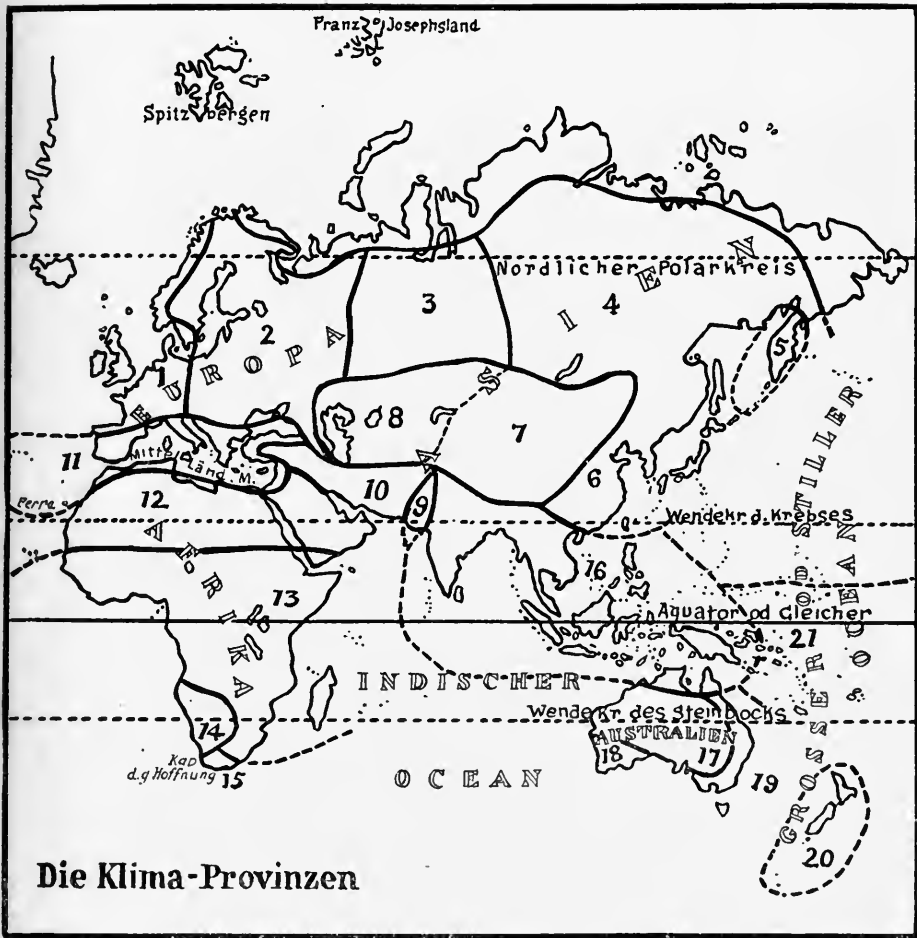 Franz Josephsland
Spitzbergen
Nordlicher Polarkreis
EUROPA
ASIEN
1
2
3
4
5
6
7
8
9
10
11
12
13
14
15
16
17
18
19
20
21
Mittelländ. M.
Ferro
AFRIKA
Wendekr. d. Krebses
Aquator od Gleicher
INDISCHER
OCEAN
Wendekr. des Steinbocks
AUSTRALIEN
Kap
d. g Hoffnung
GROSSER OD STILLER
OCEAN
Die Klima-Provinzen